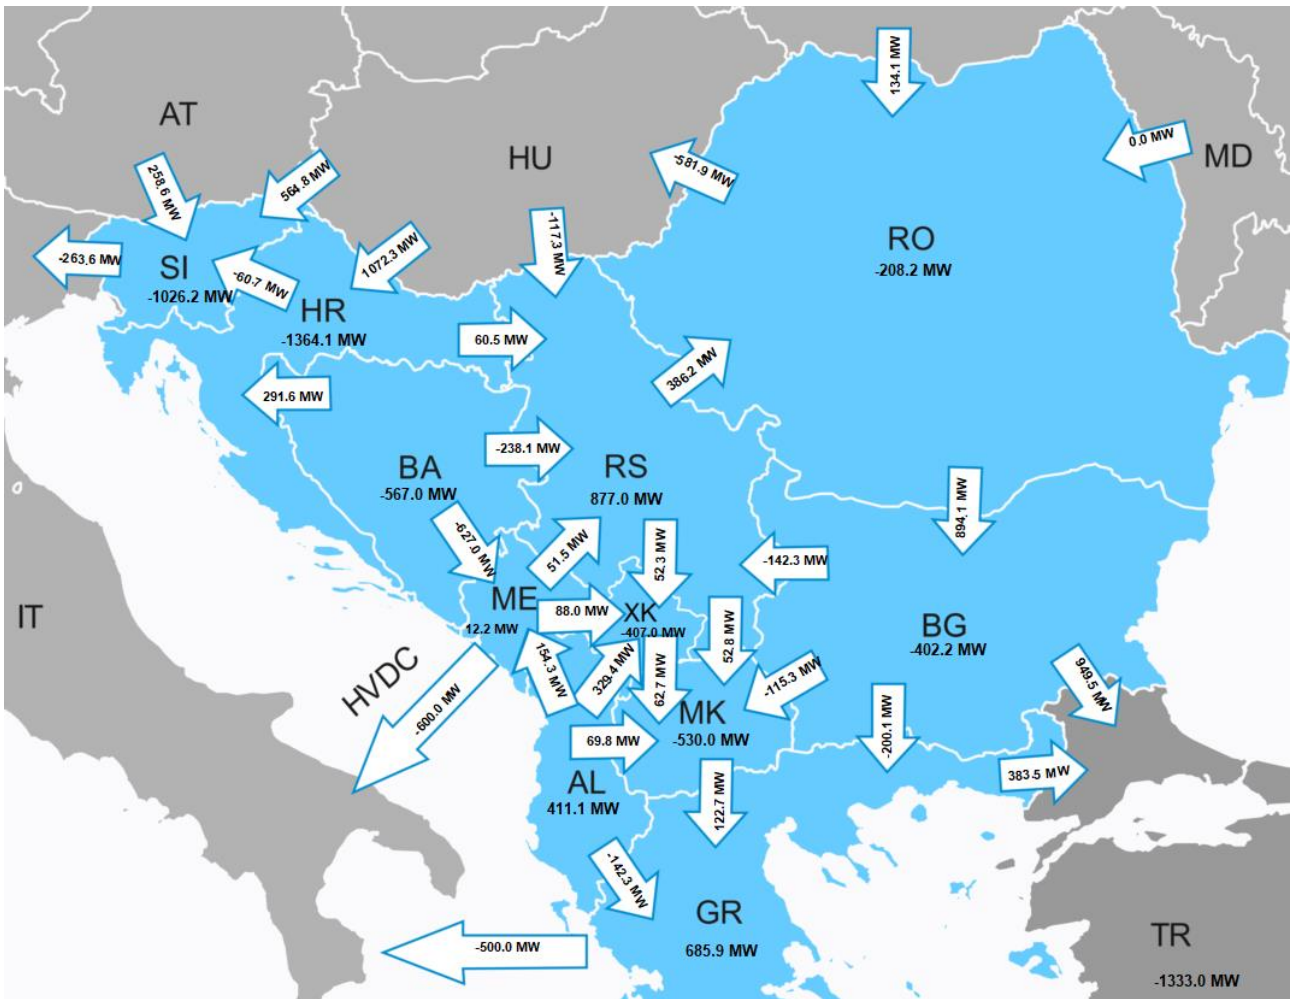 134.1 MW
AT
0.0 MW
HU
MD
258.6 MW
564.8 MW
-581.9 MW
-117.3 MW
RO
-208.2 MW
1072.3 MW
-263.6 MW
SI
-1026.2 MW
-60.7 MW
HR
-1364.1 MW
60.5 MW
386.2 MW
291.6 MW
-238.1 MW
BA
-567.0 MW
RS
877.0 MW
894.1 MW
-627.0 MW
51.5 MW
52.3 MW
-142.3 MW
IT
ME
12.2 MW
88.0 MW
XK
-407.0 MW
52.8 MW
BG
-402.2 MW
HVDC
-600.0 MW
154.3 MW
329.4 MW
62.7 MW
-115.3 MW
949.5 MW
MK
-530.0 MW
69.8 MW
-200.1 MW
383.5 MW
AL
411.1 MW
122.7 MW
-142.3 MW
GR
685.9 MW
-500.0 MW
TR
-1333.0 MW